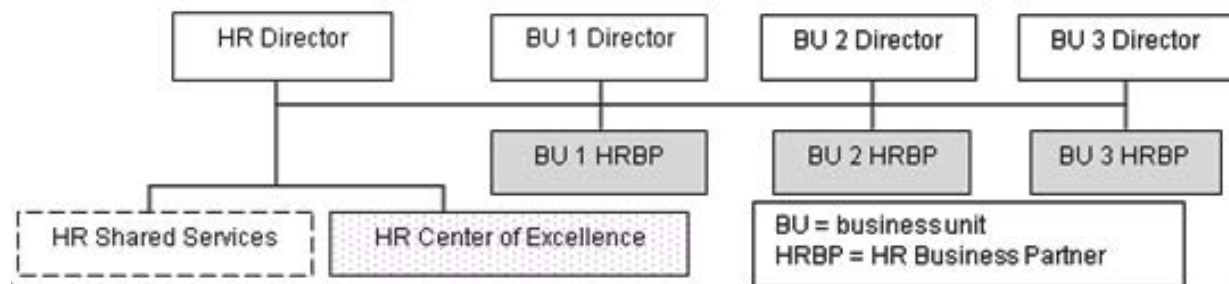 HR Director
BU 1 Director
BU 2 Director
BU 3 Director
BU 1 HRBP
BU 2 HRBP
BU 3 HRBP
HR Shared Services
HR Center of Excellence
BU = business unit
HRBP = HR Business Partner